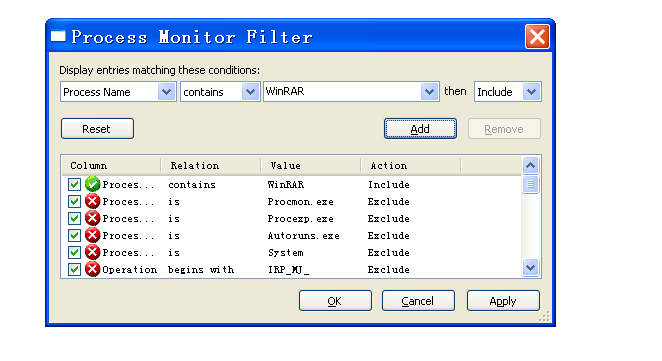 Process Monitor Filter
Display entries matching these conditions:
Process Name contains WinRAR then Include
Reset Add Remove
Column Relation Value Action
Proces... contains WinRAR Include
Proces... is Procmon.exe Exclude
Proces... is Procexp.exe Exclude
Proces... is Autoruns.exe Exclude
Proces... is System Exclude
Operation begins with IRP_MJ_ Exclude
OK Cancel Apply